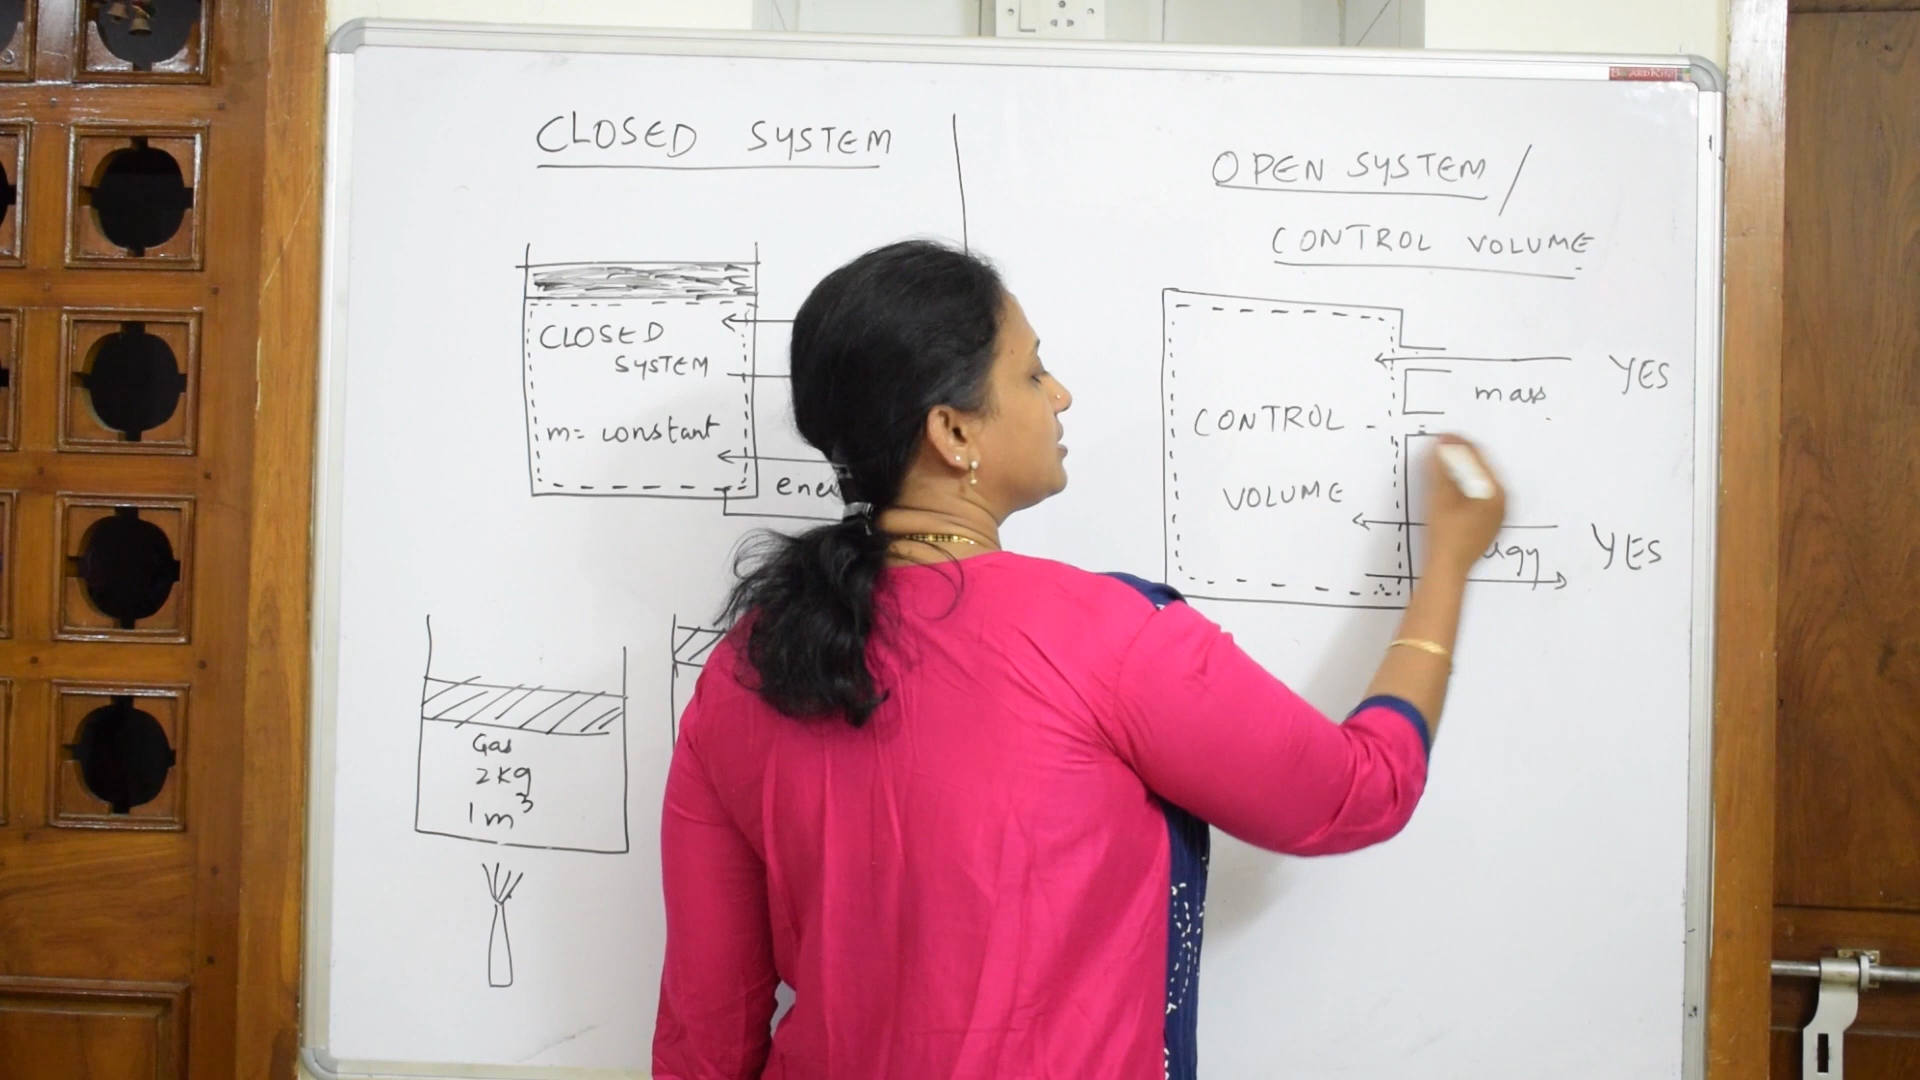 CLOSED SYSTEM
CLOSED
SYSTEM
m= constant
Gas
2kg
1m³
OPEN SYSTEM /
CONTROL VOLUME
CONTROL
VOLUME
mass
YES
YES